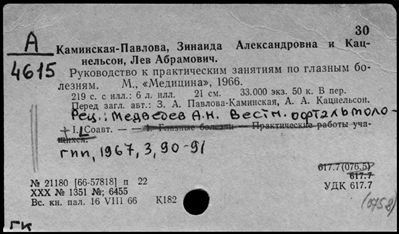 30
А
4615
Каминская-Павлова, Зинаида Александровна и Кац-
нельсон, Лев Абрамович.
Руководство к практическим занятиям по глазным бо-
лезням. М., «Медицина», 1966.
219 с. с илл.; 6 л. илл. 21 см. 33.000 экз. 50 к. В пер.
Перед загл. авт.: З. А. Павлова-Каминская, А. А. Кацнельсон.
Рец.: Медведев А.Н. Вестн. офтальмоло-
+ I. Соавт. — 1. Глазные болезни — Практические работы уча-
щихся.
гии, 1967, 3, 90-91
617.7(076.5)
617.7
УДК 617.7
№ 21180 [66-57818] п 22
XXX № 1351 №; 6455
Вс. кн. пал. 16 VIII 66 К182
(075.8)
ГК